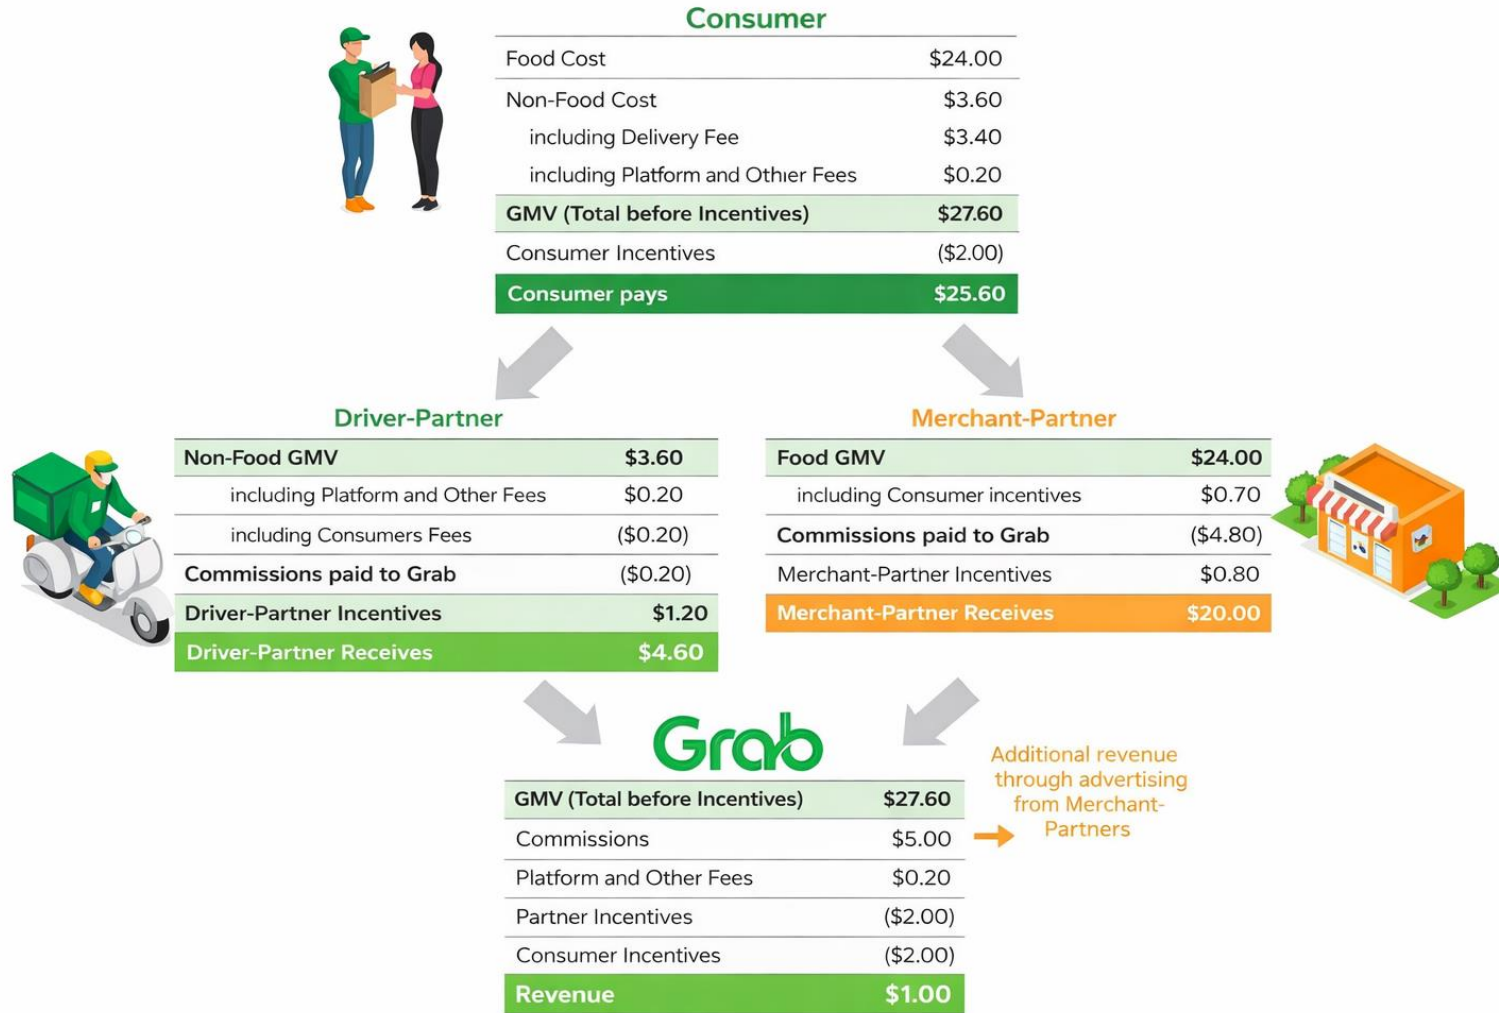 Consumer
Food Cost $24.00
Non-Food Cost $3.60
including Delivery Fee $3.40
including Platform and Othıer Fees $0.20
GMV (Total before Incentives) $27.60
Consumer Incentives ($2.00)
Consumer pays $25.60
Driver-Partner
Non-Food GMV $3.60
including Platform and Other Fees $0.20
including Consumers Fees ($0.20)
Commissions paid to Grab ($0.20)
Driver-Partner Incentives $1.20
Driver-Partner Receives $4.60
Merchant-Partner
Food GMV $24.00
including Consumer incentives $0.70
Commissions paid to Grab ($4.80)
Merchant-Partner Incentives $0.80
Merchant-Partner Receives $20.00
Grab
GMV (Total before Incentives) $27.60
Commissions $5.00
Platform and Other Fees $0.20
Partner Incentives ($2.00)
Consumer Incentives ($2.00)
Revenue $1.00
Additional revenue
through advertising
from Merchant-
Partners